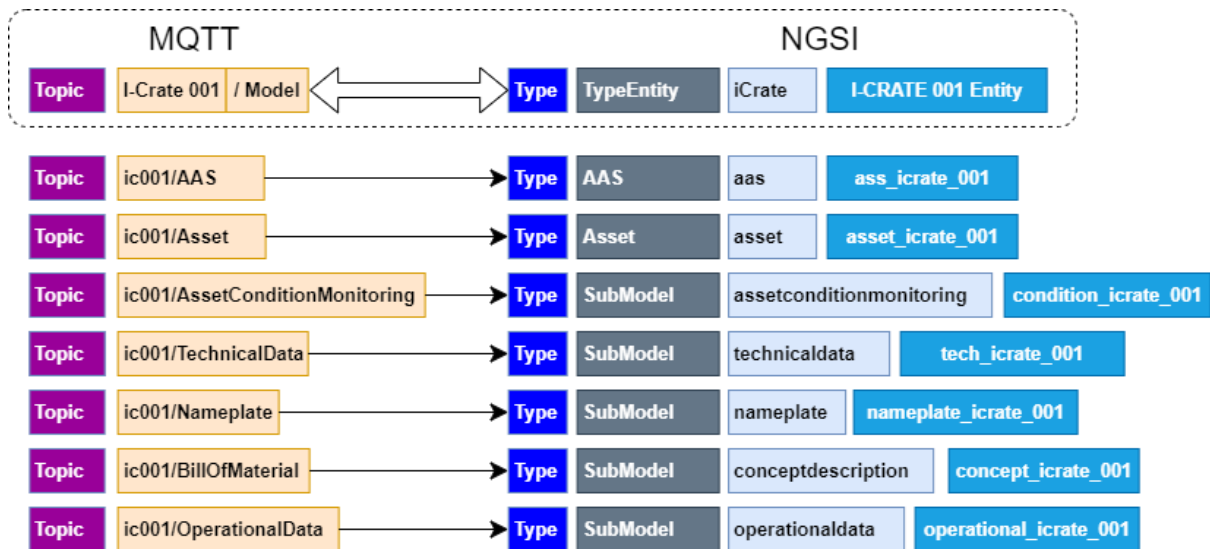 MQTT NGSI
Topic I-Crate 001 / Model Type TypeEntity iCrate I-CRATE 001 Entity
Topic ic001/AAS Type AAS aas ass_icrate_001
Topic ic001/Asset Type Asset asset asset_icrate_001
Topic ic001/AssetConditionMonitoring Type SubModel assetconditionmonitoring condition_icrate_001
Topic ic001/TechnicalData Type SubModel technicaldata tech_icrate_001
Topic ic001/Nameplate Type SubModel nameplate nameplate_icrate_001
Topic ic001/BillOfMaterial Type SubModel conceptdescription concept_icrate_001
Topic ic001/OperationalData Type SubModel operationaldata operational_icrate_001